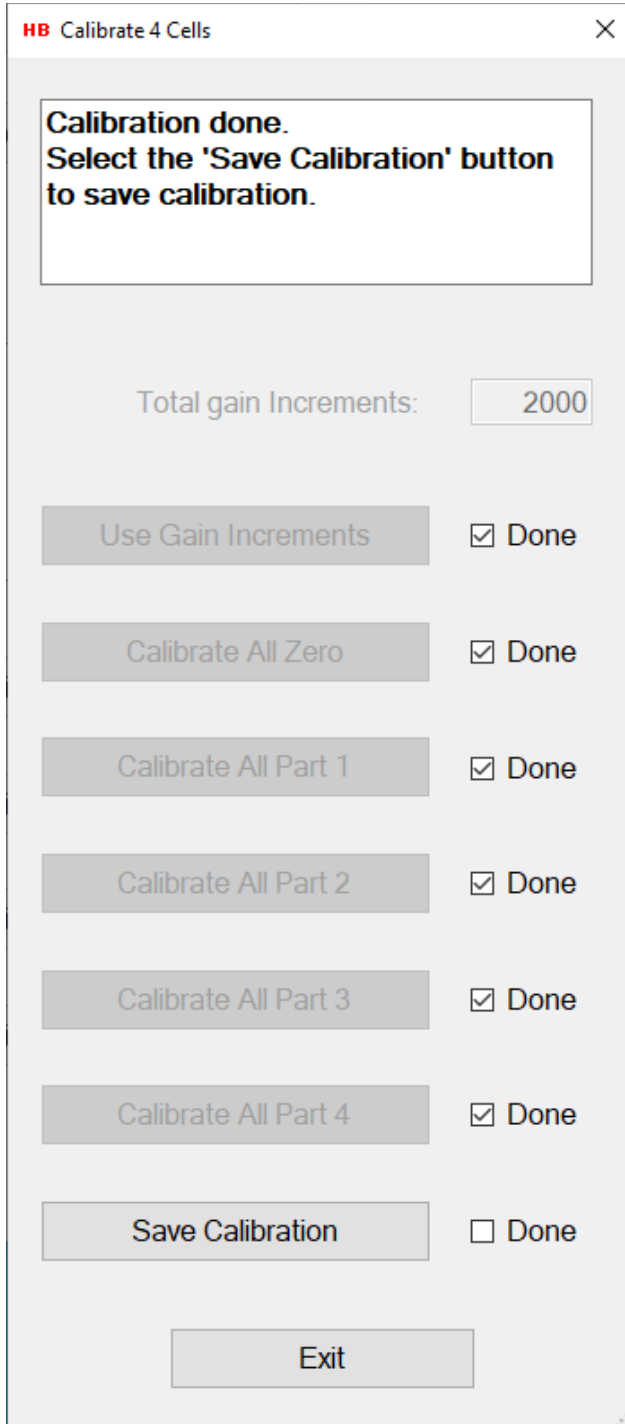 HB Calibrate 4 Cells
Calibration done.
Select the 'Save Calibration' button
to save calibration.
Total gain Increments: 2000
Use Gain Increments Done
Calibrate All Zero Done
Calibrate All Part 1 Done
Calibrate All Part 2 Done
Calibrate All Part 3 Done
Calibrate All Part 4 Done
Save Calibration Done
Exit